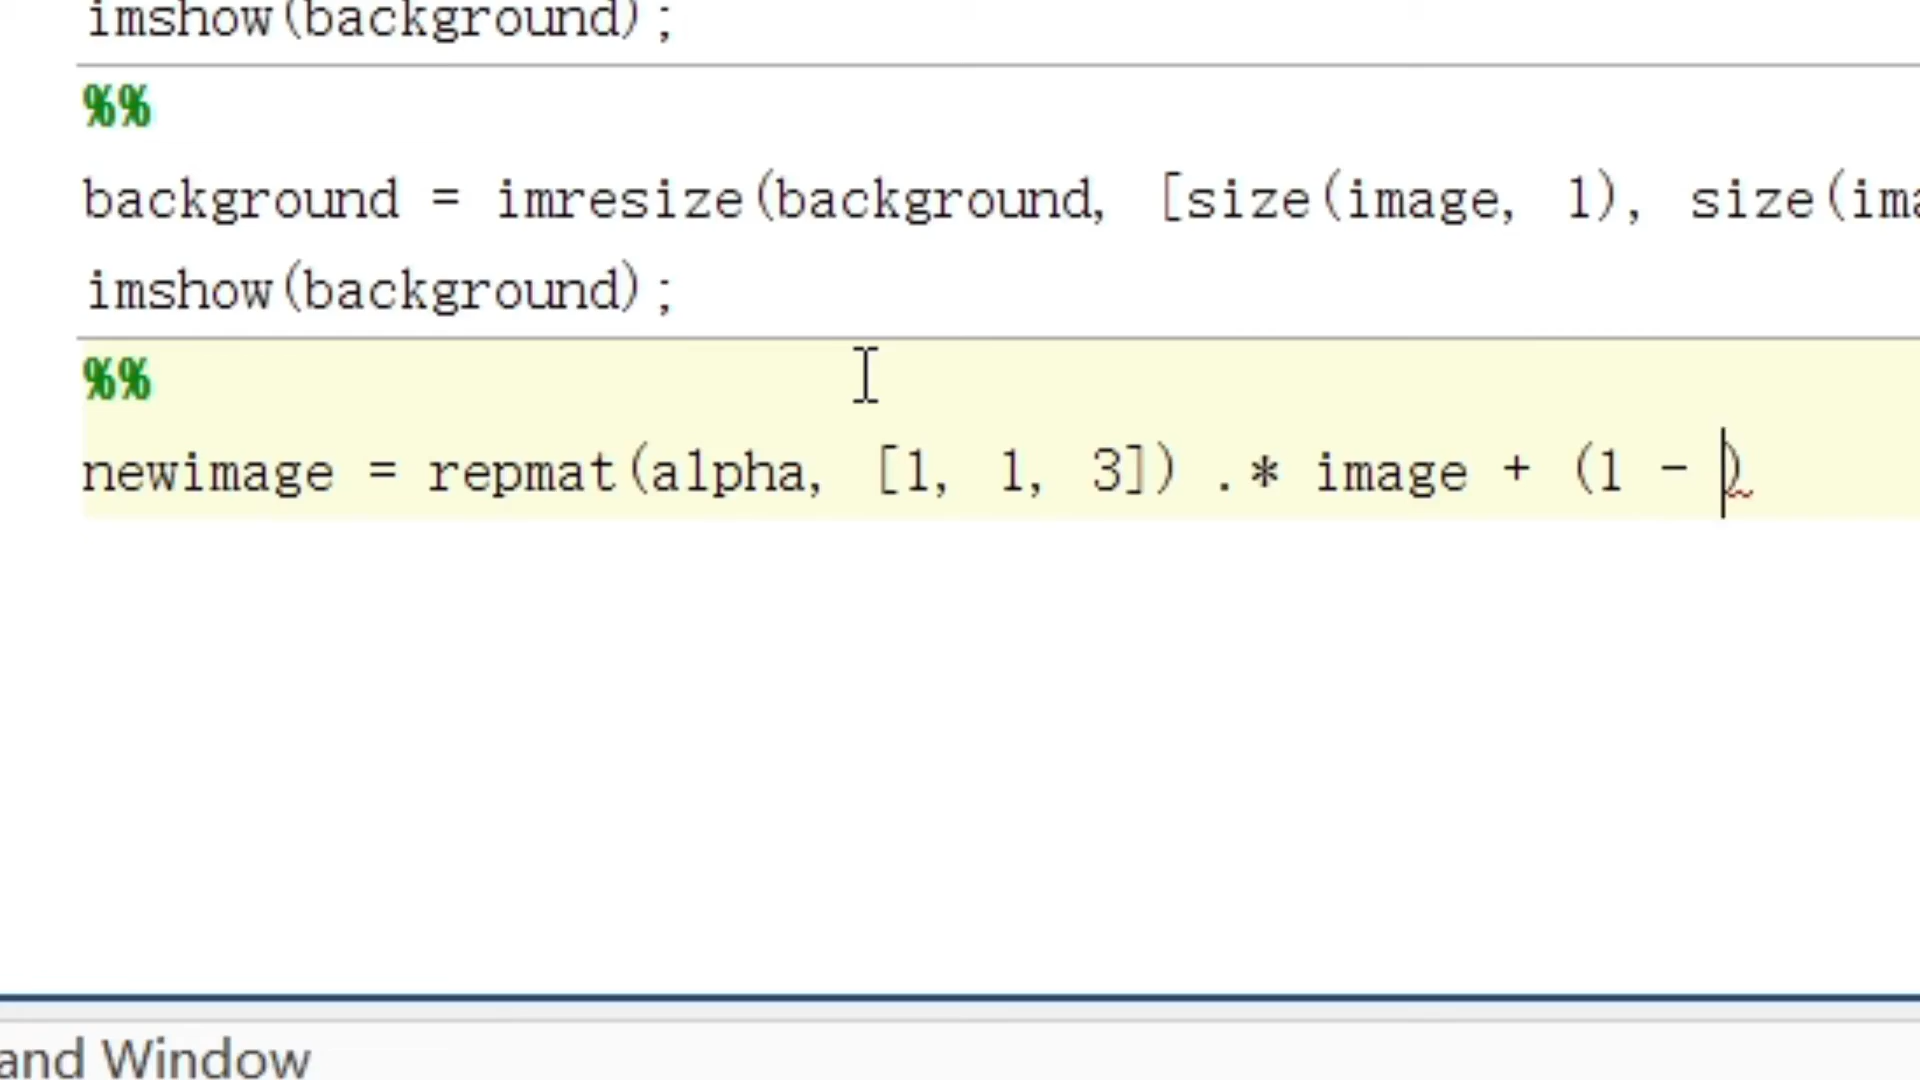 imshow(background);
%%
background = imresize(background, [size(image, 1), size(ima
imshow(background);
%%
newimage = repmat(alpha, [1, 1, 3]) .* image + (1 - )
and Window